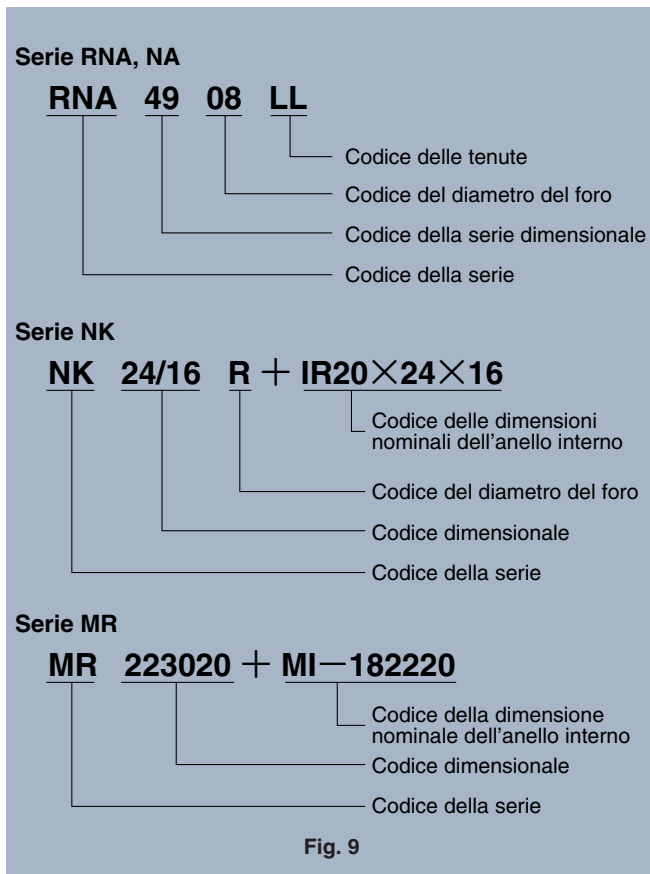 Serie RNA, NA
RNA 49 08 LL
Codice delle tenute
Codice del diametro del foro
Codice della serie dimensionale
Codice della serie
Serie NK
NK 24/16 R + IR20×24×16
Codice delle dimensioni
nominali dell'anello interno
Codice del diametro del foro
Codice dimensionale
Codice della serie
Serie MR
MR 223020 + MI−182220
Codice della dimensione
nominale dell'anello interno
Codice dimensionale
Codice della serie
Fig. 9